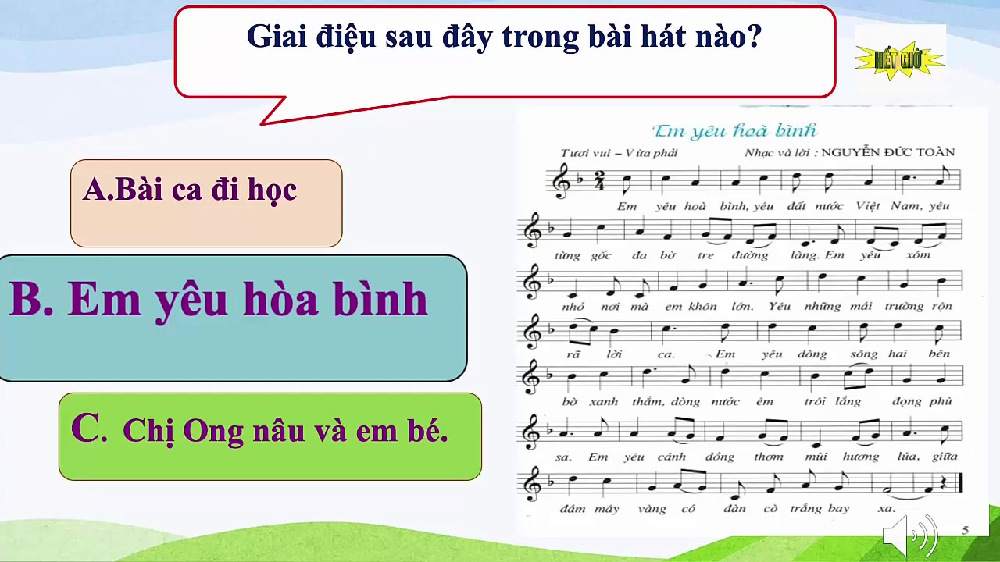 Giai điệu sau đây trong bài hát nào?
HẾT GIỜ
A.Bài ca đi học
B. Em yêu hòa bình
C. Chị Ong nâu và em bé.
Em yêu hoà bình
Tươi vui – Vừa phải Nhạc và lời : NGUYỄN ĐỨC TOÀN
2
4
Em yêu hoà bình, yêu đất nước Việt Nam, yêu
từng gốc đa bờ tre đường làng. Em yêu xóm
nhỏ nơi mà em khôn lớn. Yêu những mái trường rộn
rã lời ca. Em yêu dòng sông hai bên
bờ xanh thắm, dòng nước êm trôi lắng đọng phù
sa. Em yêu cánh đồng thơm mùi hương lúa, giữa
đám mây vàng có đàn cò trắng bay xa.
5